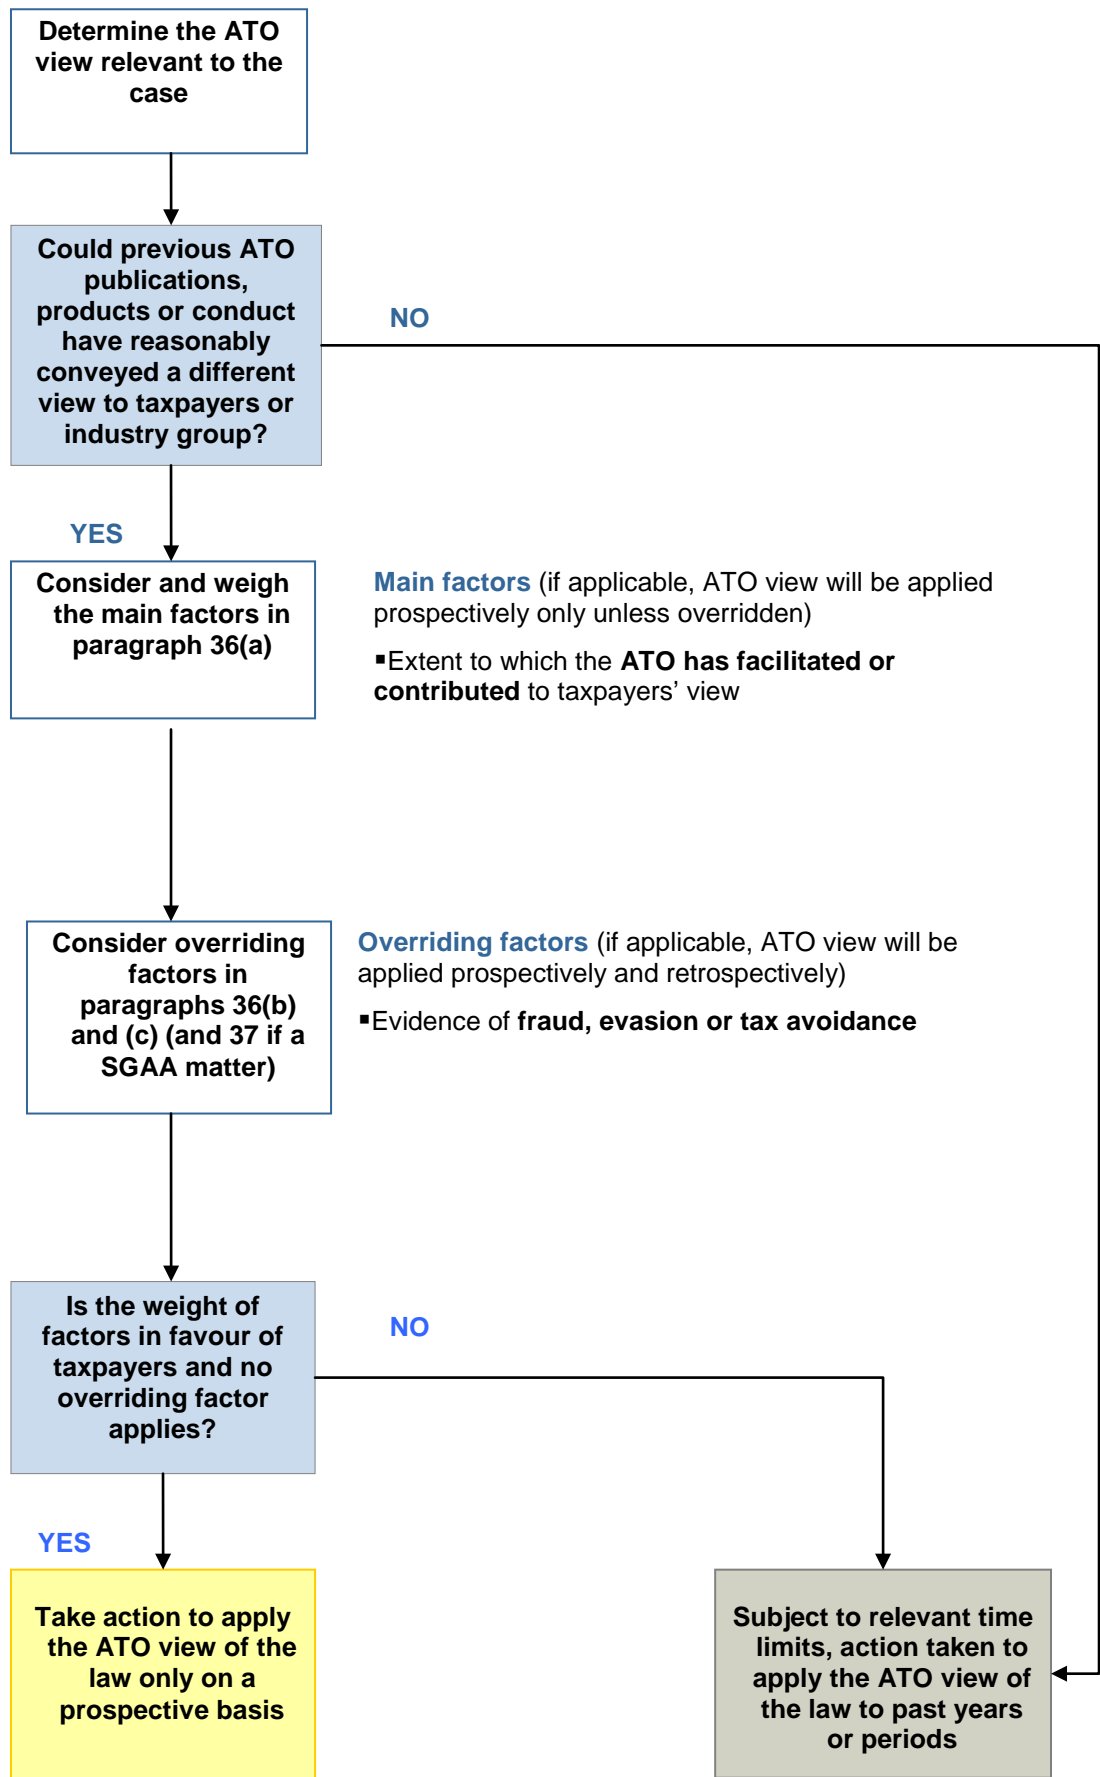 Determine the ATO
view relevant to the
case
Could previous ATO
publications,
products or conduct
have reasonably
conveyed a different
view to taxpayers or
industry group?
NO
YES
Consider and weigh
the main factors in
paragraph 36(a)
Main factors (if applicable, ATO view will be applied
prospectively only unless overridden)
▪Extent to which the ATO has facilitated or
contributed to taxpayers’ view
Consider overriding
factors in
paragraphs 36(b)
and (c) (and 37 if a
SGAA matter)
Overriding factors (if applicable, ATO view will be
applied prospectively and retrospectively)
▪Evidence of fraud, evasion or tax avoidance
Is the weight of
factors in favour of
taxpayers and no
overriding factor
applies?
NO
YES
Take action to apply
the ATO view of the
law only on a
prospective basis
Subject to relevant time
limits, action taken to
apply the ATO view of
the law to past years
or periods